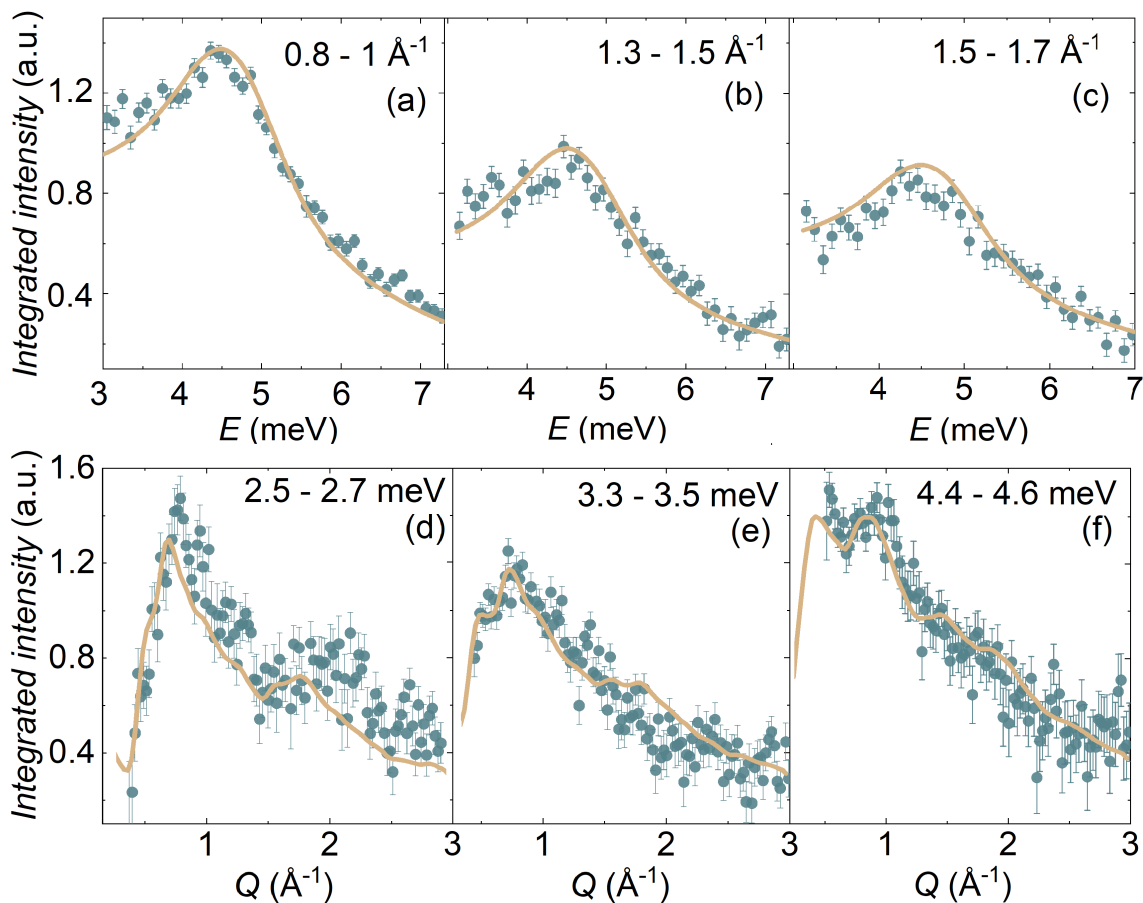 Integrated intensity (a.u.)
1.2
0.8
0.4
0.8 - 1 Å-1
(a)
1.3 - 1.5 Å-1
(b)
1.5 - 1.7 Å-1
(c)
3 4 5 6 7
4 5 6 7
4 5 6 7
E (meV)
E (meV)
E (meV)
Integrated intensity (a.u.)
1.6
1.2
0.8
0.4
2.5 - 2.7 meV
(d)
3.3 - 3.5 meV
(e)
4.4 - 4.6 meV
(f)
1 2 3
1 2 3
1 2 3
Q (Å-1)
Q (Å-1)
Q (Å-1)